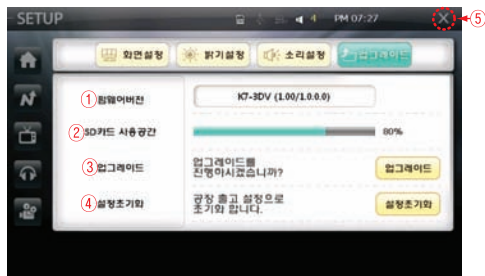 SETUP 4 PM 07:27 ⑤
화면설정 밝기설정 소리설정 업그레이드
① 펌웨어버전 K7-3DV (1.00/1.0.0.0)
② SD카드 사용공간 80%
③ 업그레이드 업그레이드를 진행하시겠습니까? 업그레이드
④ 설정초기화 공장 출고 설정으로 초기화 합니다. 설정초기화